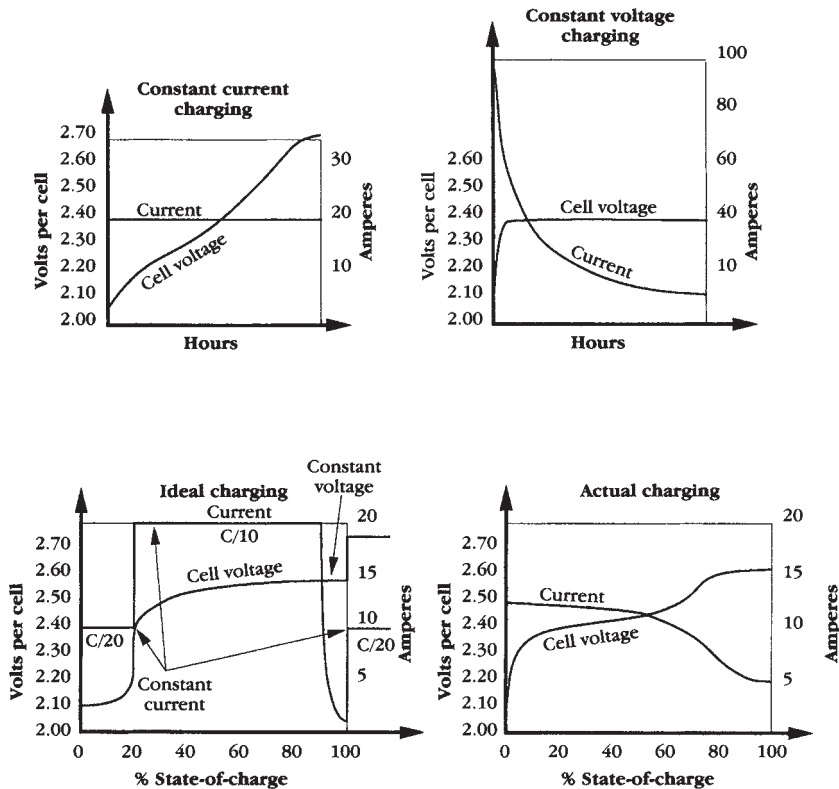 Constant current
charging
Volts per cell
2.70
2.60
2.50
2.40
2.30
2.20
2.10
2.00
Current
Cell voltage
30
20
10
Amperes
Hours
Constant voltage
charging
Volts per cell
2.60
2.50
2.40
2.30
2.20
2.10
2.00
Cell voltage
Current
100
80
60
40
10
Amperes
Hours
Ideal charging
Constant
voltage
Volts per cell
2.70
2.60
2.50
2.40
2.30
2.20
2.10
2.00
Current
C/10
Cell voltage
C/20
Constant
current
C/20
20
15
10
5
Amperes
0 20 40 60 80 100
% State-of-charge
Actual charging
Volts per cell
2.70
2.60
2.50
2.40
2.30
2.20
2.10
2.00
Current
Cell voltage
20
15
10
5
Amperes
0 20 40 60 80 100
% State-of-charge